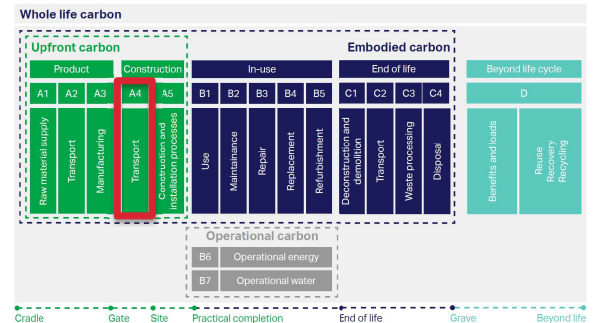 Whole life carbon
Upfront carbon
Embodied carbon
Product
Construction
In-use
End of life
Beyond life cycle
A1
A2
A3
A4
A5
B1
B2
B3
B4
B5
C1
C2
C3
C4
D
Raw material supply
Transport
Manufacturing
Transport
Construction and
installation processes
Use
Maintainance
Repair
Replacement
Refurbishment
Deconstruction and
demolition
Transport
Waste processing
Disposal
Benefits and loads
Reuse
Recovery
Recycling
Operational carbon
B6 Operational energy
B7 Operational water
Cradle
Gate
Site
Practical completion
End of life
Grave
Beyond life